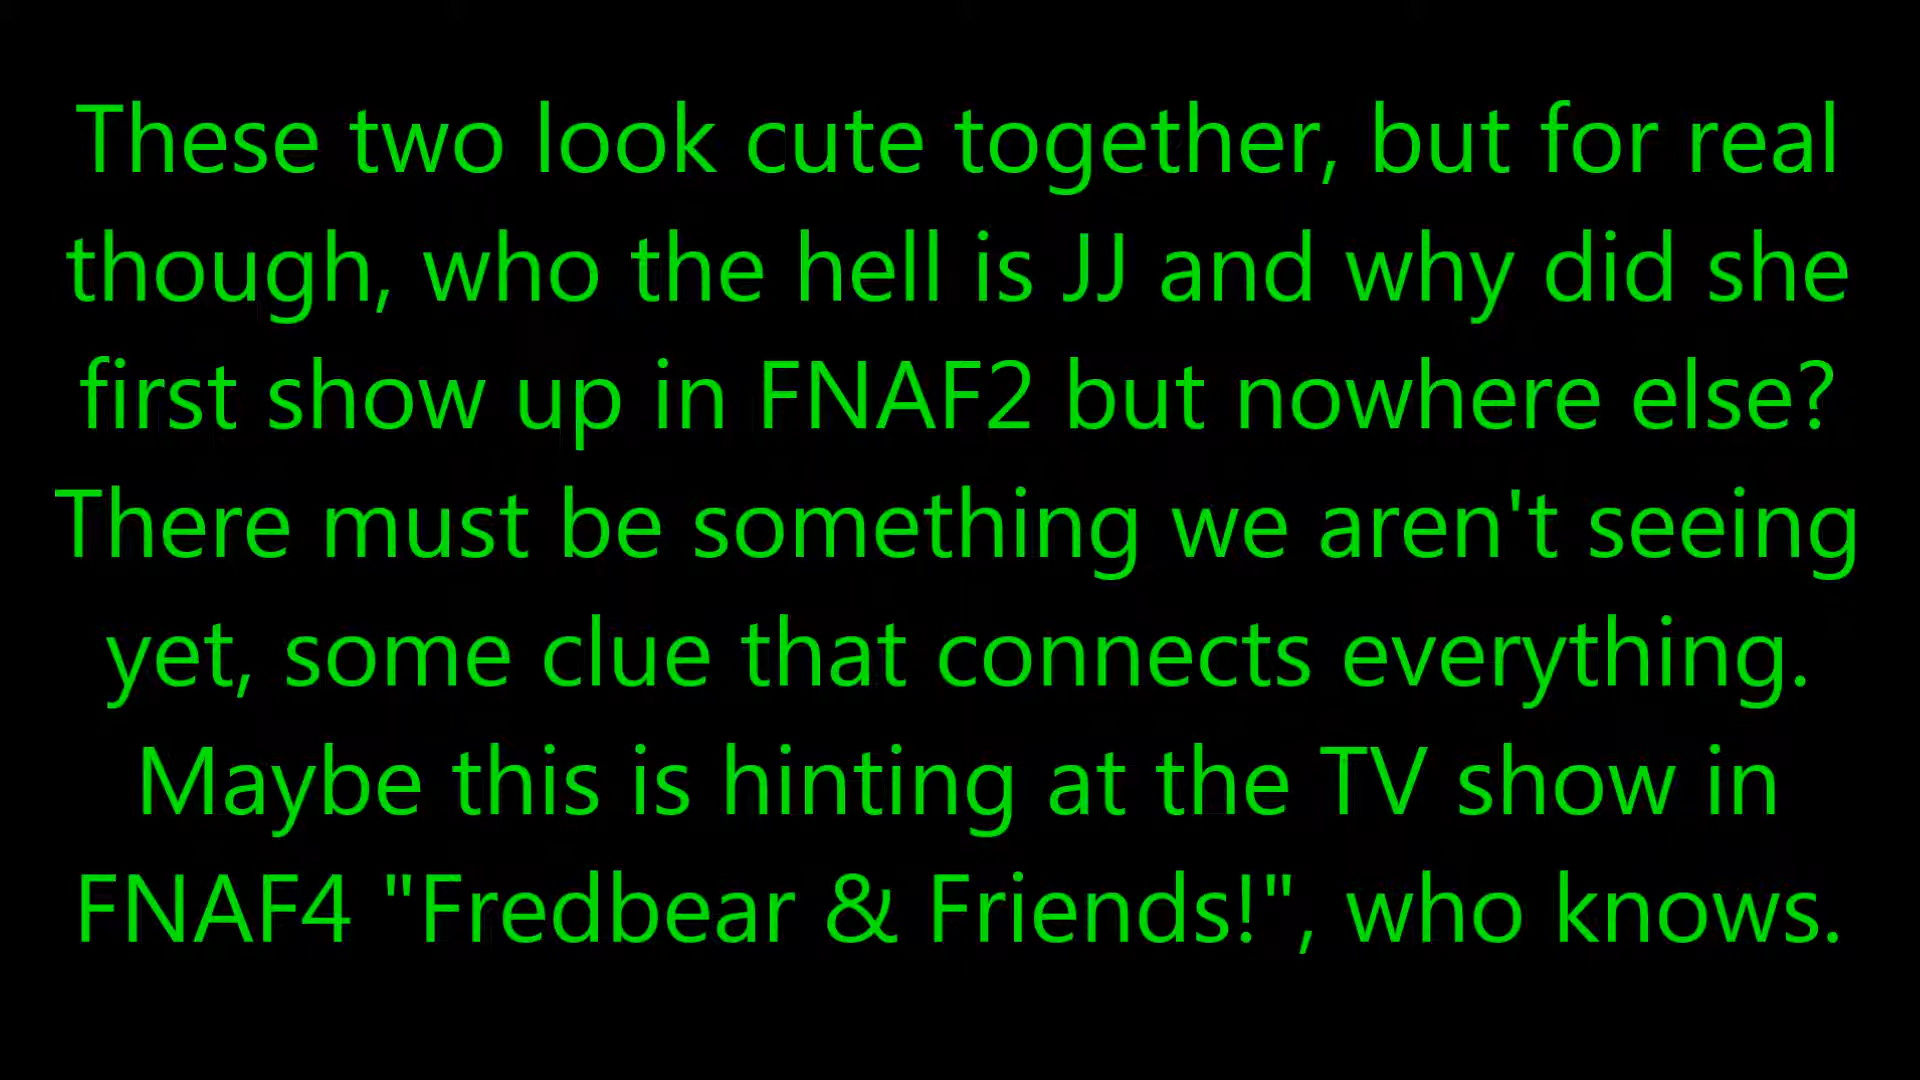 These two look cute together, but for real
though, who the hell is JJ and why did she
first show up in FNAF2 but nowhere else?
There must be something we aren't seeing
yet, some clue that connects everything.
Maybe this is hinting at the TV show in
FNAF4 "Fredbear & Friends!", who knows.